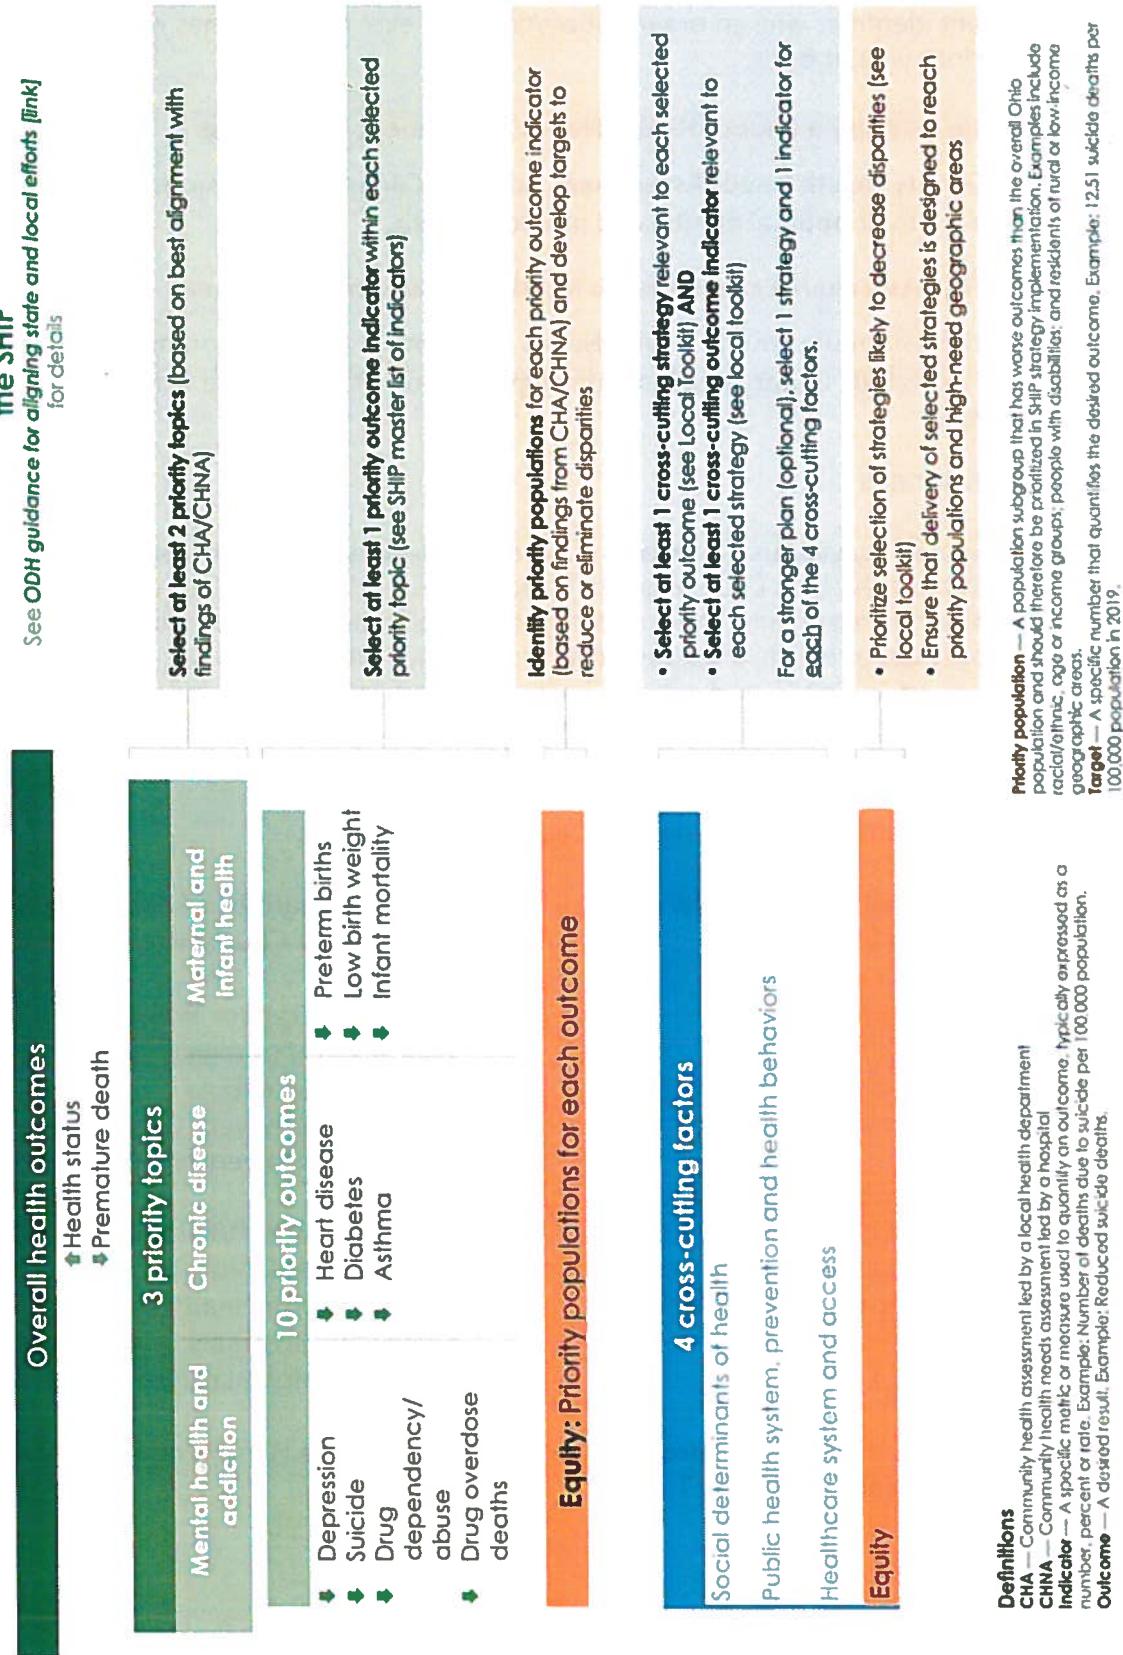 the SHIP
See ODH guidance for aligning state and local efforts [link]
for details
Overall health outcomes
Health status
Premature death
3 priority topics
Mental health and
addiction
Chronic disease
Maternal and
infant health
Select at least 2 priority topics (based on best alignment with
findings of CHA/CHNA)
10 priority outcomes
Depression
Suicide
Drug
dependency/
abuse
Drug overdose
deaths
Heart disease
Diabetes
Asthma
Preterm births
Low birth weight
Infant mortality
Select at least 1 priority outcome indicator within each selected
priority topic (see SHIP master list of indicators)
Equity: Priority populations for each outcome
Identify priority populations for each priority outcome indicator
(based on findings from CHA/CHNA) and develop targets to
reduce or eliminate disparities
4 cross-cutting factors
Social determinants of health
Public health system, prevention and health behaviors
Healthcare system and access
Equity
• Select at least 1 cross-cutting strategy relevant to each selected
priority outcome (see Local Toolkit) AND
• Select at least 1 cross-cutting outcome indicator relevant to
each selected strategy (see local toolkit)
For a stronger plan (optional), select 1 strategy and 1 indicator for
each of the 4 cross-cutting factors.
• Prioritize selection of strategies likely to decrease disparities (see
local toolkit)
• Ensure that delivery of selected strategies is designed to reach
priority populations and high-need geographic areas
Definitions
CHA — Community health assessment led by a local health department
CHNA — Community health needs assessment led by a hospital
Indicator — A specific metric or measure used to quantify an outcome, typically expressed as a
number, percent or rate. Example: Number of deaths due to suicide per 100,000 population.
Outcome — A desired result. Example: Reduced suicide deaths.
Priority population — A population subgroup that has worse outcomes than the overall Ohio
population and should therefore be prioritized in SHIP strategy implementation. Examples include
racial/ethnic, age or income groups; people with disabilities; and residents of rural or low-income
geographic areas.
Target — A specific number that quantifies the desired outcome. Example: 12.51 suicide deaths per
100,000 population in 2019.